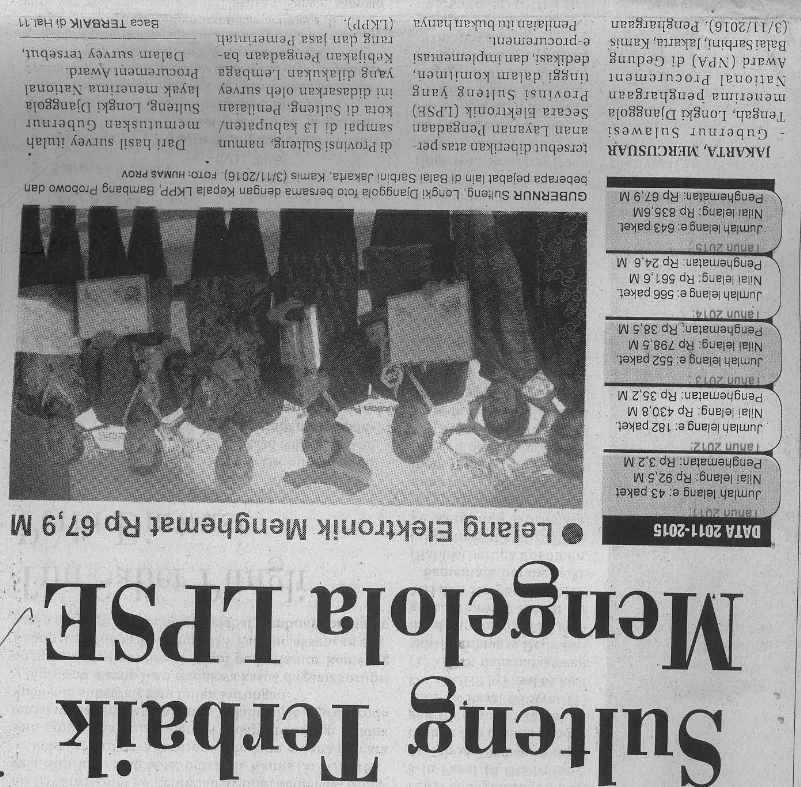 Sulteng Terbaik
Mengelola LPSE
● Lelang Elektronik Menghemat Rp 67,9 M
DATA 2011-2015
Tahun 2011:
Jumlah lelang e: 43 paket
Nilai lelang: Rp 92,5 M
Penghematan: Rp 3,2 M
Tahun 2012:
Jumlah lelang e: 182 paket.
Nilai lelang: Rp 430,8 M
Penghematan: Rp 35,2 M
Tahun 2013:
Jumlah lelang e: 552 paket.
Nilai lelang: Rp 798,5 M
Penghematan: Rp 38,5 M
Tahun 2014:
Jumlah lelang e: 566 paket.
Nilai lelang: Rp 561,6 M
Penghematan: Rp 24,6 M
Tahun 2015:
Jumlah lelang e: 643 paket.
Nilai lelang: Rp 835,6M
Penghematan: Rp 67,9 M
GUBERNUR Sulteng, Longki Djanggola foto bersama dengan Kepala LKPP, Bambang Probowo dan
beberapa pejabat lain di Balai Sarbini Jakarta, Kamis (3/11/2016). FOTO: HUMAS PROV
JAKARTA, MERCUSUAR
- Gubernur Sulawesi
Tengah, Longki Djanggola
menerima penghargaan
National Procurement
Award (NPA) di Gedung
Balai Sarbini, Jakarta, Kamis
(3/11/2016). Penghargaan
tersebut diberikan atas per-
anan Layanan Pengadaan
Secara Elektronik (LPSE)
Provinsi Sulteng yang
tinggi dalam komitmen,
dedikasi, dan implementasi
e-procurement.
Penilaian itu bukan hanya
di Provinsi Sulteng, namun
sampai di 13 kabupaten/
kota di Sulteng. Penilaian
ini didasarkan oleh survey
yang dilakukan Lembaga
Kebijakan Pengadaan ba-
rang dan jasa Pemerintah
(LKPP).
Dari hasil survey itulah
memutuskan Gubernur
Sulteng, Longki Djanggola
layak menerima National
Procurement Award.
Dalam survey tersebut,
Baca TERBAIK di Hal.11